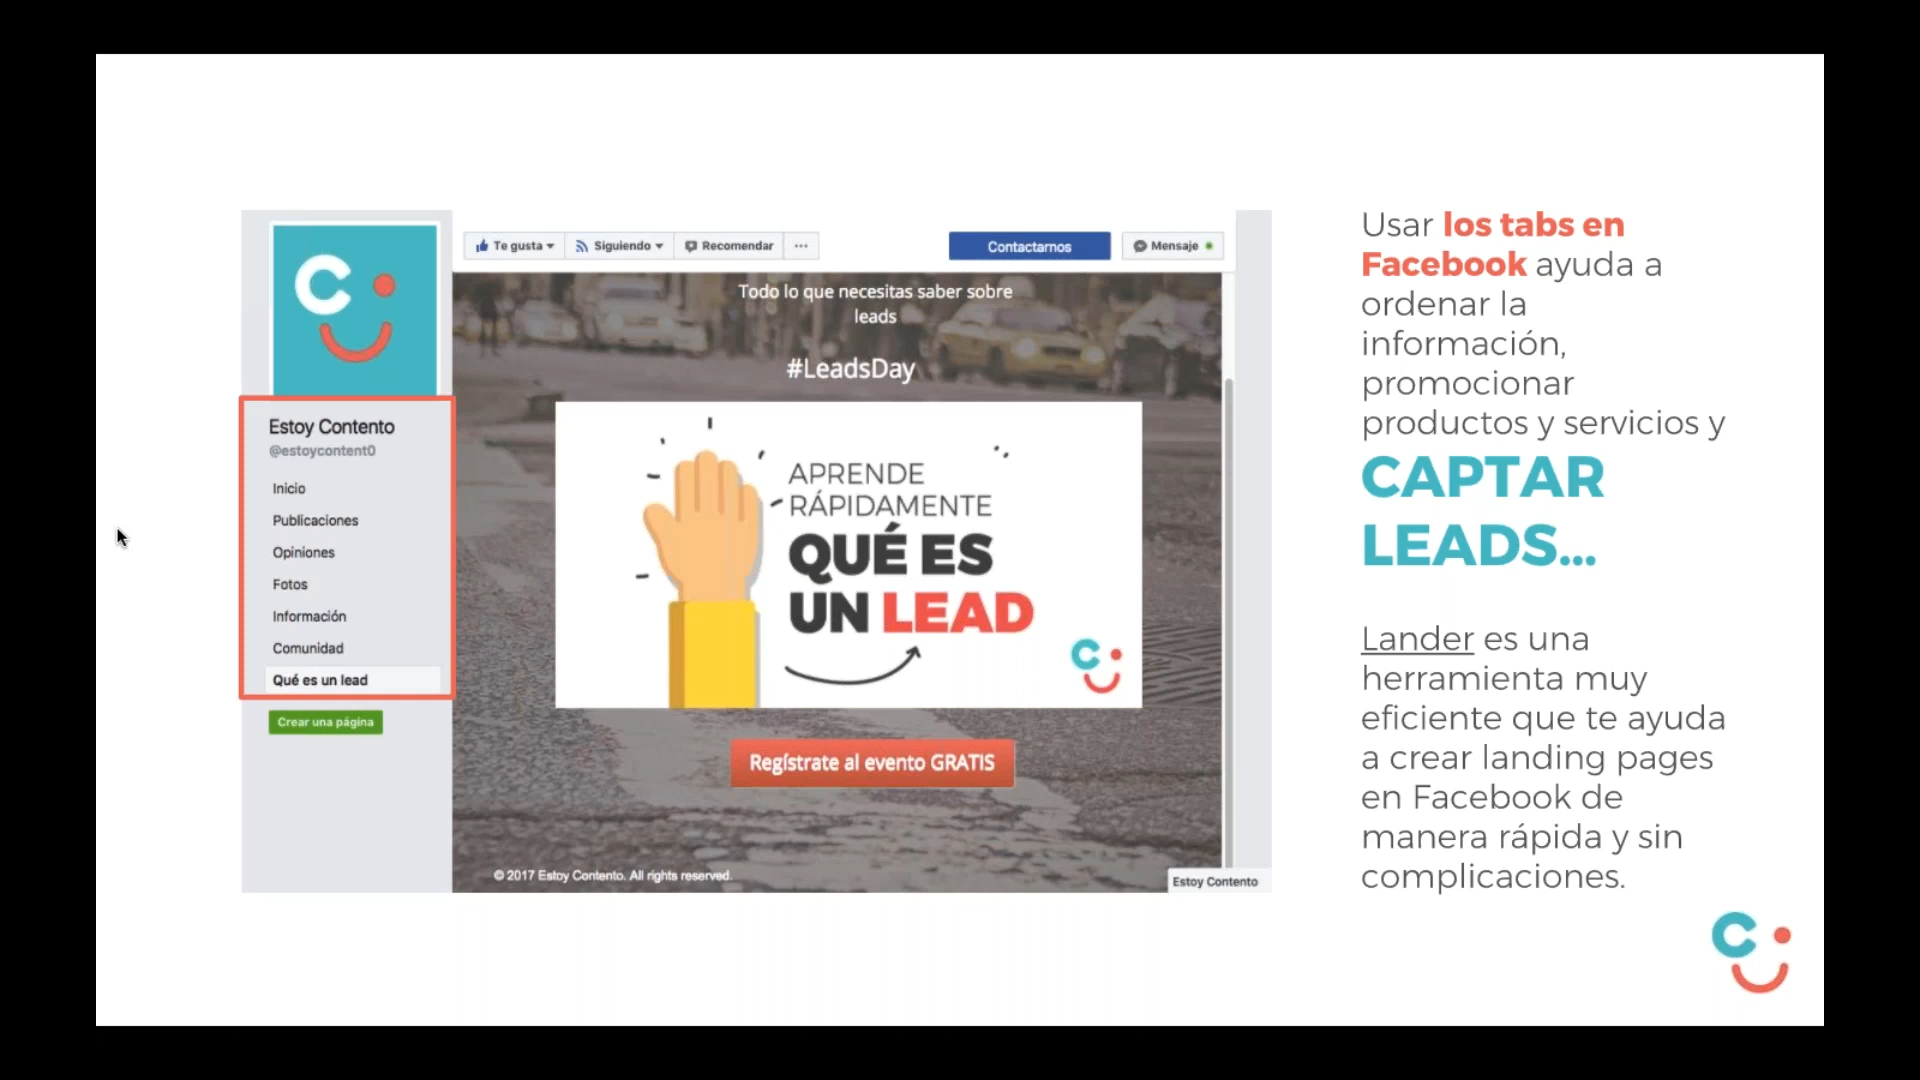 Te gusta
Siguiendo
Recomendar
Contactarnos
Mensaje
Todo lo que necesitas saber sobre
leads
#LeadsDay
Estoy Contento
@estoycontent0
Inicio
Publicaciones
Opiniones
Fotos
Información
Comunidad
Qué es un lead
Crear una página
APRENDE
RÁPIDAMENTE
QUÉ ES
UN LEAD
Regístrate al evento GRATIS
© 2017 Estoy Contento. All rights reserved.
Estoy Contento
Usar los tabs en
Facebook ayuda a
ordenar la
información,
promocionar
productos y servicios y
CAPTAR
LEADS...
Lander es una
herramienta muy
eficiente que te ayuda
a crear landing pages
en Facebook de
manera rápida y sin
complicaciones.